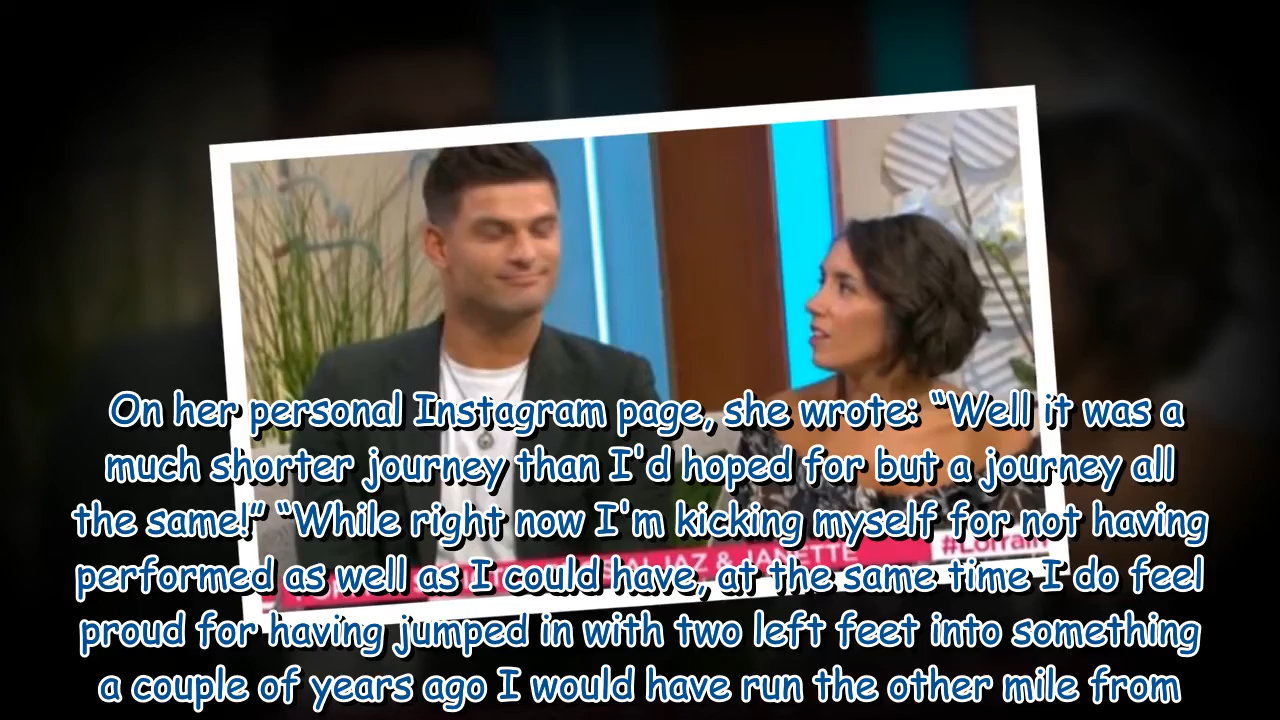 On her personal Instagram page, she wrote: “Well it was a
much shorter journey than I'd hoped for but a journey all
the same!” “While right now I'm kicking myself for not having
performed as well as I could have, at the same time I do feel
proud for having jumped in with two left feet into something
a couple of years ago I would have run the other mile from
ALJAZ & JANETTE
#Lorraine